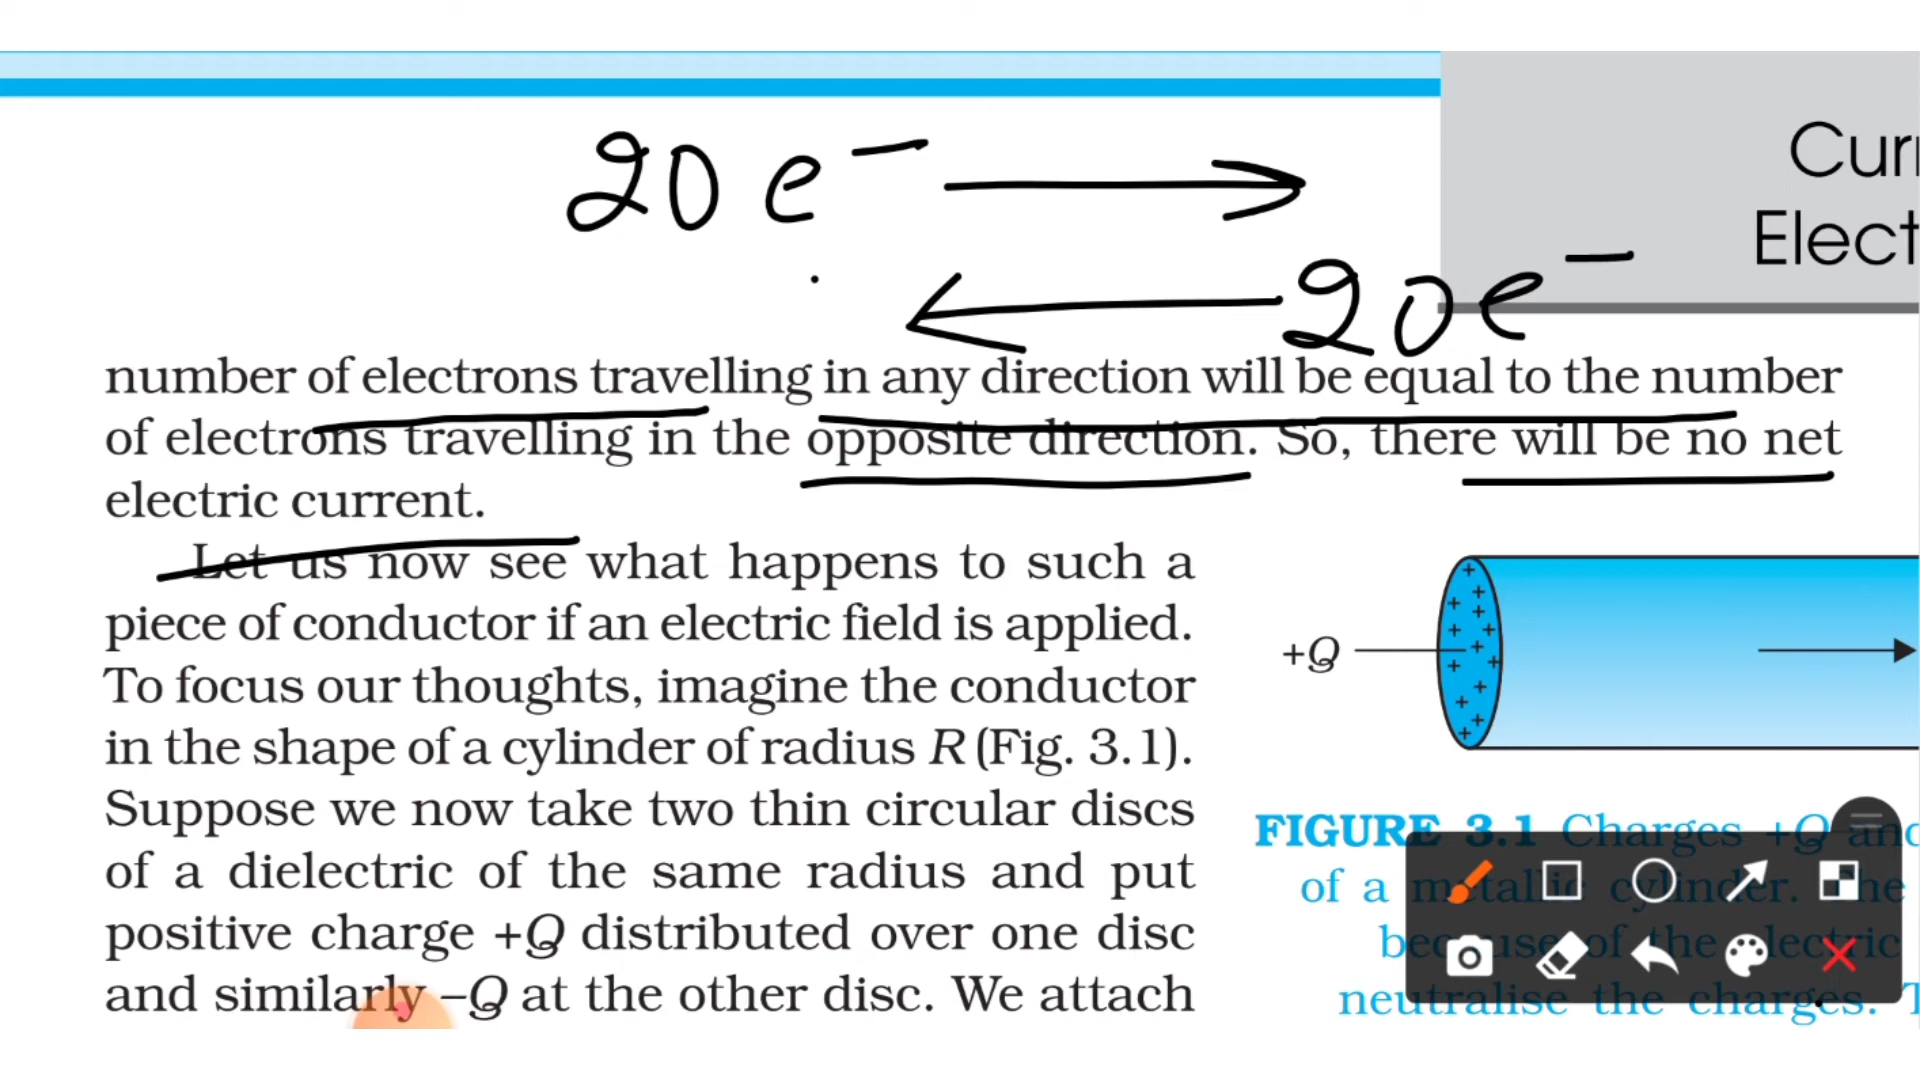 Curr
Elect
20 e⁻
20e⁻
number of electrons travelling in any direction will be equal to the number
of electrons travelling in the opposite direction. So, there will be no net
electric current.
Let us now see what happens to such a
piece of conductor if an electric field is applied.
To focus our thoughts, imagine the conductor
in the shape of a cylinder of radius R (Fig. 3.1).
Suppose we now take two thin circular discs
of a dielectric of the same radius and put
positive charge +Q distributed over one disc
and similarly –Q at the other disc. We attach
+Q
FIGURE 3.1 Charges +Q and
of a metallic cylinder. The
because of the electric
neutralise the charges. T